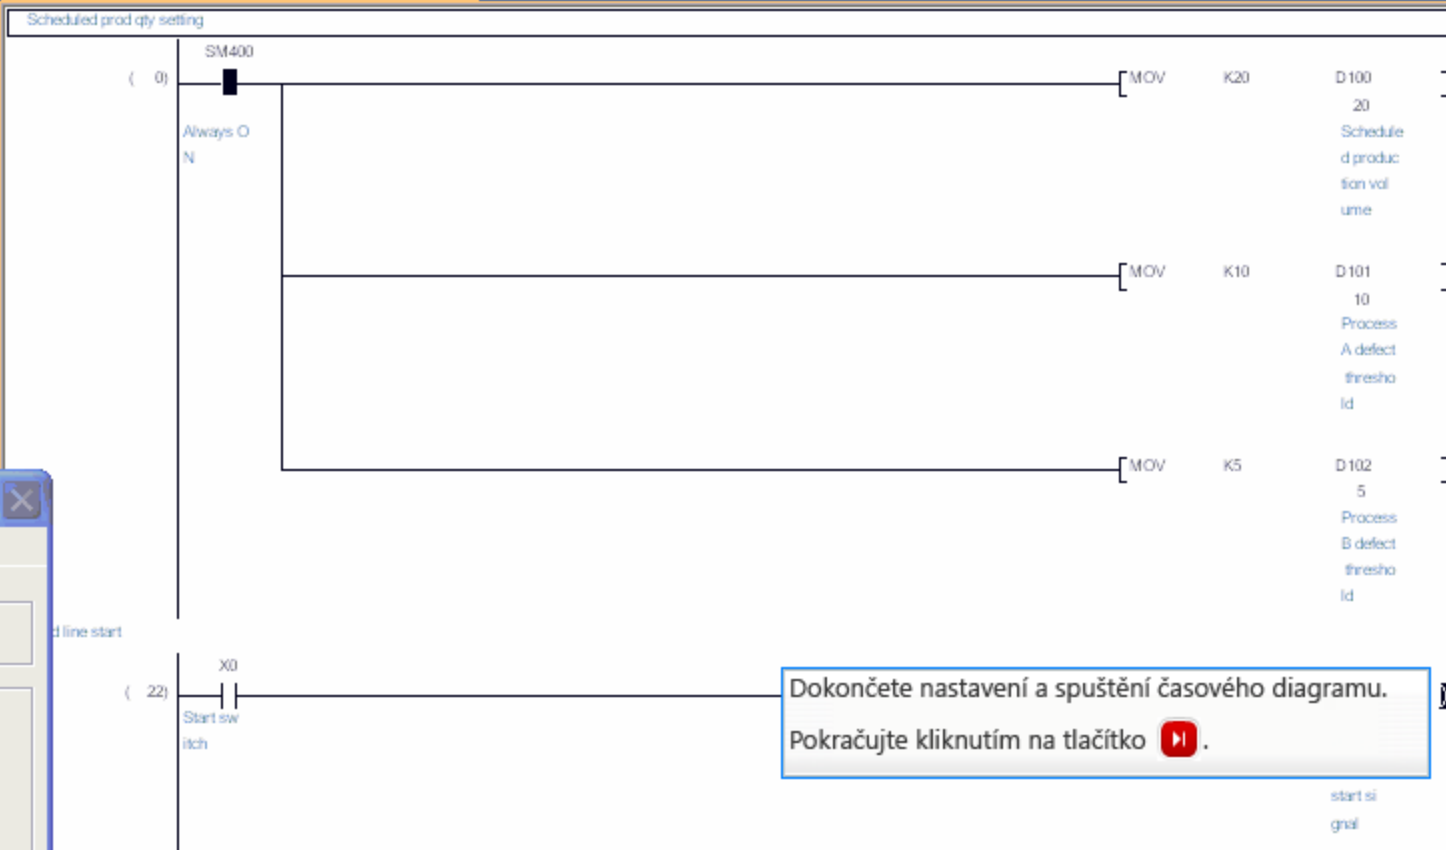 Scheduled prod qty setting
SM400
( 0)
MOV K20 D100
20
Always O
N
Schedule
d produc
tion vol
ume
MOV K10 D101
10
Process
A defect
thresho
ld
MOV K5 D102
5
Process
B defect
thresho
ld
d line start
X0
( 22)
Start sw
itch
Dokončete nastavení a spuštění časového diagramu.
Pokračujte kliknutím na tlačítko .
start si
gnal